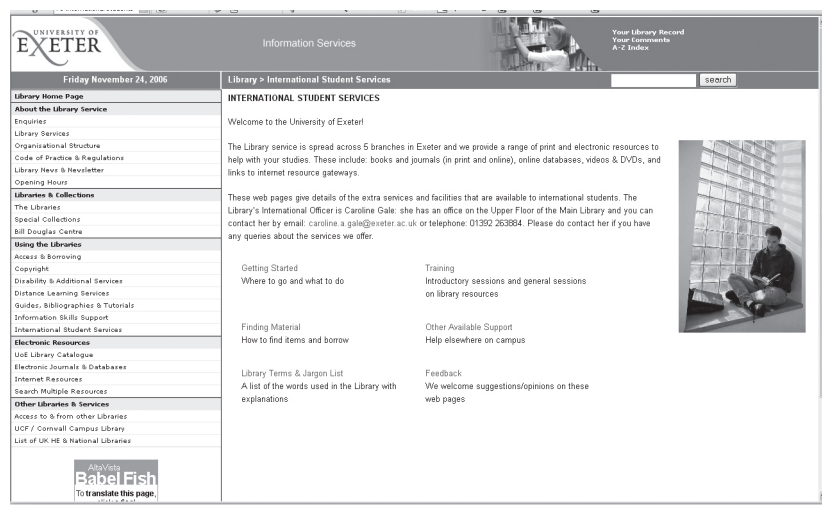 UNIVERSITY OF
EXETER
Information Services
Your Library Record
Your Comments
A-Z Index
Friday November 24, 2006
Library > International Student Services
search
Library Home Page
About the Library Service
Enquiries
Library Services
Organisational Structure
Code of Practice & Regulations
Library News & Newsletter
Opening Hours
Libraries & Collections
The Libraries
Special Collections
Bill Douglas Centre
Using the Libraries
Access & Borrowing
Copyright
Disability & Additional Services
Distance Learning Services
Guides, Bibliographies & Tutorials
Information Skills Support
International Student Services
Electronic Resources
UoE Library Catalogue
Electronic Journals & Databases
Internet Resources
Search Multiple Resources
Other Libraries & Services
Access to & from other Libraries
UCF / Cornwall Campus Library
List of UK HE & National Libraries
AltaVista
Babel Fish
To translate this page,
INTERNATIONAL STUDENT SERVICES
Welcome to the University of Exeter!
The Library service is spread across 5 branches in Exeter and we provide a range of print and electronic resources to
help with your studies. These include: books and journals (in print and online), online databases, videos & DVDs, and
links to internet resource gateways.
These web pages give details of the extra services and facilities that are available to international students. The
Library's International Officer is Caroline Gale: she has an office on the Upper Floor of the Main Library and you can
contact her by email: caroline.a.gale@exeter.ac.uk or telephone: 01392 263884. Please do contact her if you have
any queries about the services we offer.
Getting Started
Where to go and what to do
Training
Introductory sessions and general sessions
on library resources
Finding Material
How to find items and borrow
Other Available Support
Help elsewhere on campus
Library Terms & Jargon List
A list of the words used in the Library with
explanations
Feedback
We welcome suggestions/opinions on these
web pages